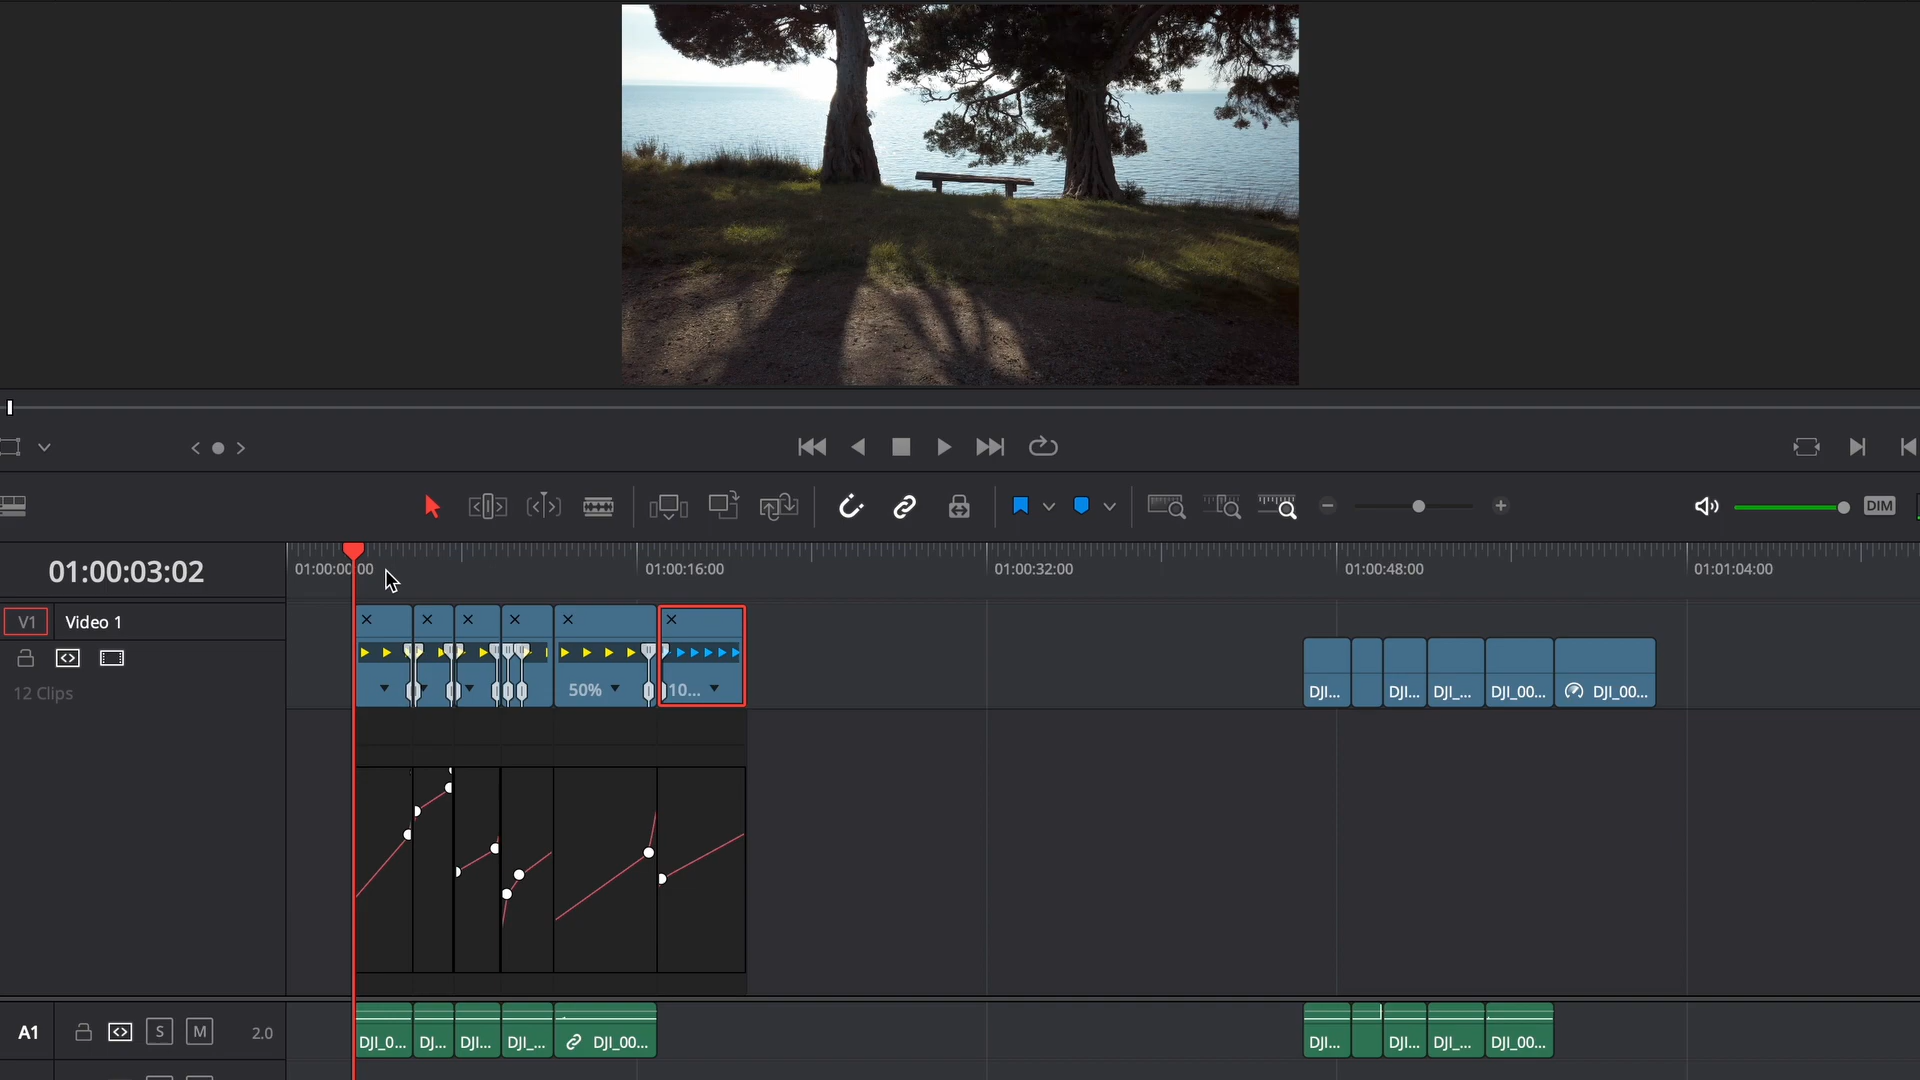 DIM
01:00:03:02
01:00:00:00
01:00:16:00
01:00:32:00
01:00:48:00
01:01:04:00
V1
Video 1
12 Clips
50%
10...
DJI...
DJI...
DJI_...
DJI_00...
DJI_00...
A1
S
M
2.0
DJI_0...
DJ...
DJI...
DJI_...
DJI_00...
DJI...
DJI...
DJI_...
DJI_00...